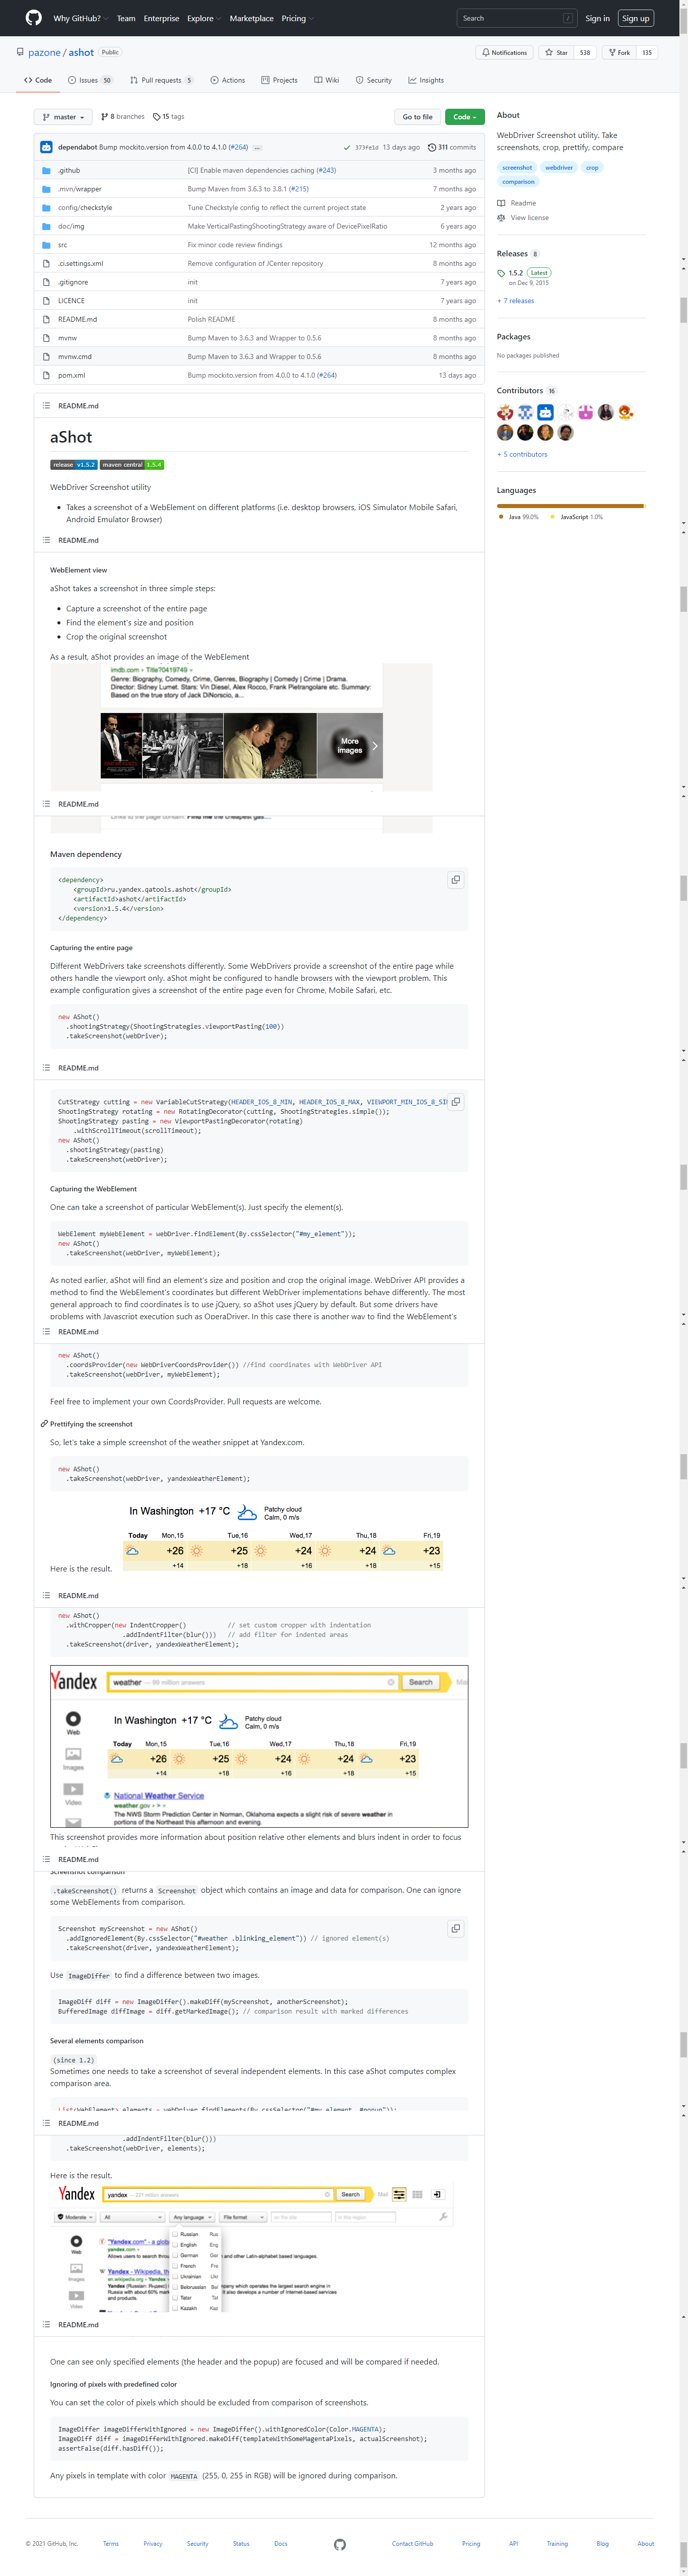 Why GitHub? Team Enterprise Explore Marketplace Pricing Search / Sign in Sign up
pazone / ashot Public Notifications Star 538 Fork 135
Code Issues 50 Pull requests 5 Actions Projects Wiki Security Insights
master 8 branches 15 tags Go to file Code
dependabot Bump mockito.version from 4.0.0 to 4.1.0 (#264) ... 373fe1d 13 days ago 311 commits
.github [CI] Enable maven dependencies caching (#243) 3 months ago
.mvn/wrapper Bump Maven from 3.6.3 to 3.8.1 (#215) 7 months ago
config/checkstyle Tune Checkstyle config to reflect the current project state 2 years ago
doc/img Make VerticalPastingShootingStrategy aware of DevicePixelRatio 6 years ago
src Fix minor code review findings 12 months ago
.ci.settings.xml Remove configuration of JCenter repository 8 months ago
.gitignore init 7 years ago
LICENCE init 7 years ago
README.md Polish README 8 months ago
mvnw Bump Maven to 3.6.3 and Wrapper to 0.5.6 8 months ago
mvnw.cmd Bump Maven to 3.6.3 and Wrapper to 0.5.6 8 months ago
pom.xml Bump mockito.version from 4.0.0 to 4.1.0 (#264) 13 days ago
About
WebDriver Screenshot utility. Take
screenshots, crop, prettify, compare
screenshot webdriver crop
comparison
Readme
View license
Releases 8
1.5.2 Latest
on Dec 9, 2015
+ 7 releases
Packages
No packages published
Contributors 16
+ 5 contributors
Languages
Java 99.0% JavaScript 1.0%
README.md
aShot
release v1.5.2 maven central 1.5.4
WebDriver Screenshot utility
• Takes a screenshot of a WebElement on different platforms (i.e. desktop browsers, iOS Simulator Mobile Safari,
Android Emulator Browser)
README.md
WebElement view
aShot takes a screenshot in three simple steps:
• Capture a screenshot of the entire page
• Find the element's size and position
• Crop the original screenshot
As a result, aShot provides an image of the WebElement
imdb.com › Title?0419749
Genres: Biography, Comedy, Crime, Genres, Biography | Comedy | Crime | Drama.
Director: Sidney Lumet. Stars: Vin Diesel, Alex Rocco, Frank Pietrangolare etc. Summary:
Based on the true story of Jack DiNorscio, a...
More
images
README.md
Links to the page contain: Find me the cheapest gas....
Maven dependency
<dependency>
<groupId>ru.yandex.qatools.ashot</groupId>
<artifactId>ashot</artifactId>
<version>1.5.4</version>
</dependency>
Capturing the entire page
Different WebDrivers take screenshots differently. Some WebDrivers provide a screenshot of the entire page while
others handle the viewport only. aShot might be configured to handle browsers with the viewport problem. This
example configuration gives a screenshot of the entire page even for Chrome, Mobile Safari, etc.
new AShot()
.shootingStrategy(ShootingStrategies.viewportPasting(100))
.takeScreenshot(webDriver);
README.md
CutStrategy cutting = new VariableCutStrategy(HEADER_IOS_8_MIN, HEADER_IOS_8_MAX, VIEWPORT_MIN_IOS_8_SI
ShootingStrategy rotating = new RotatingDecorator(cutting, ShootingStrategies.simple());
ShootingStrategy pasting = new ViewportPastingDecorator(rotating)
.withScrollTimeout(scrollTimeout);
new AShot()
.shootingStrategy(pasting)
.takeScreenshot(webDriver);
Capturing the WebElement
One can take a screenshot of particular WebElement(s). Just specify the element(s).
WebElement myWebElement = webDriver.findElement(By.cssSelector("#my_element"));
new AShot()
.takeScreenshot(webDriver, myWebElement);
As noted earlier, aShot will find an element's size and position and crop the original image. WebDriver API provides a
method to find the WebElement's coordinates but different WebDriver implementations behave differently. The most
general approach to find coordinates is to use jQuery, so aShot uses jQuery by default. But some drivers have
problems with Javascript execution such as OperaDriver. In this case there is another way to find the WebElement's
README.md
new AShot()
.coordsProvider(new WebDriverCoordsProvider()) //find coordinates with WebDriver API
.takeScreenshot(webDriver, myWebElement);
Feel free to implement your own CoordsProvider. Pull requests are welcome.
Prettifying the screenshot
So, let's take a simple screenshot of the weather snippet at Yandex.com.
new AShot()
.takeScreenshot(webDriver, yandexWeatherElement);
In Washington +17 °C Patchy cloud
Calm, 0 m/s
Today Mon,15 Tue,16 Wed,17 Thu,18 Fri,19
+26 +25 +24 +24 +23
+14 +18 +16 +18 +15
Here is the result.
README.md
new AShot()
.withCropper(new IndentCropper() // set custom cropper with indentation
.addIndentFilter(blur())) // add filter for indented areas
.takeScreenshot(driver, yandexWeatherElement);
Yandex weather — 99 million answers Search Ma
Web
Images
Video
In Washington +17 °C Patchy cloud
Calm, 0 m/s
Today Mon,15 Tue,16 Wed,17 Thu,18 Fri,19
+26 +25 +24 +24 +23
+14 +18 +16 +18 +15
National Weather Service
weather.gov
The NWS Storm Prediction Center in Norman, Oklahoma expects a slight risk of severe weather in
portions of the Northeast this afternoon and evening.
This screenshot provides more information about position relative other elements and blurs indent in order to focus
README.md
Screenshot comparison
.takeScreenshot() returns a Screenshot object which contains an image and data for comparison. One can ignore
some WebElements from comparison.
Screenshot myScreenshot = new AShot()
.addIgnoredElement(By.cssSelector("#weather .blinking_element")) // ignored element(s)
.takeScreenshot(driver, yandexWeatherElement);
Use ImageDiffer to find a difference between two images.
ImageDiff diff = new ImageDiffer().makeDiff(myScreenshot, anotherScreenshot);
BufferedImage diffImage = diff.getMarkedImage(); // comparison result with marked differences
Several elements comparison
(since 1.2)
Sometimes one needs to take a screenshot of several independent elements. In this case aShot computes complex
comparison area.
List<WebElement> elements = webDriver.findElements(By.cssSelector("#my_element, #popup"));
README.md
.addIndentFilter(blur()))
.takeScreenshot(webDriver, elements);
Here is the result.
Yandex yandex — 231 million answers Search Mail
Moderate All Any language File format on the site in this region
Web
Images
Video
Russian Rus
English Eng
German Ger
French Fre
Ukrainian Ukr
Belorussian Bel
Tatar Tat
Kazakh Kaz
"Yandex.com" - a glob
yandex.com
Allows users to search throu and other Latin-alphabet based languages.
Yandex — Wikipedia, th
en.wikipedia.org › Yandex
README.md
One can see only specified elements (the header and the popup) are focused and will be compared if needed.
Ignoring of pixels with predefined color
You can set the color of pixels which should be excluded from comparison of screenshots.
ImageDiffer imageDifferWithIgnored = new ImageDiffer().withIgnoredColor(Color.MAGENTA);
ImageDiff diff = imageDifferWithIgnored.makeDiff(templateWithSomeMagentaPixels, actualScreenshot);
assertFalse(diff.hasDiff());
Any pixels in template with color MAGENTA (255, 0, 255 in RGB) will be ignored during comparison.
© 2021 GitHub, Inc. Terms Privacy Security Status Docs Contact GitHub Pricing API Training Blog About